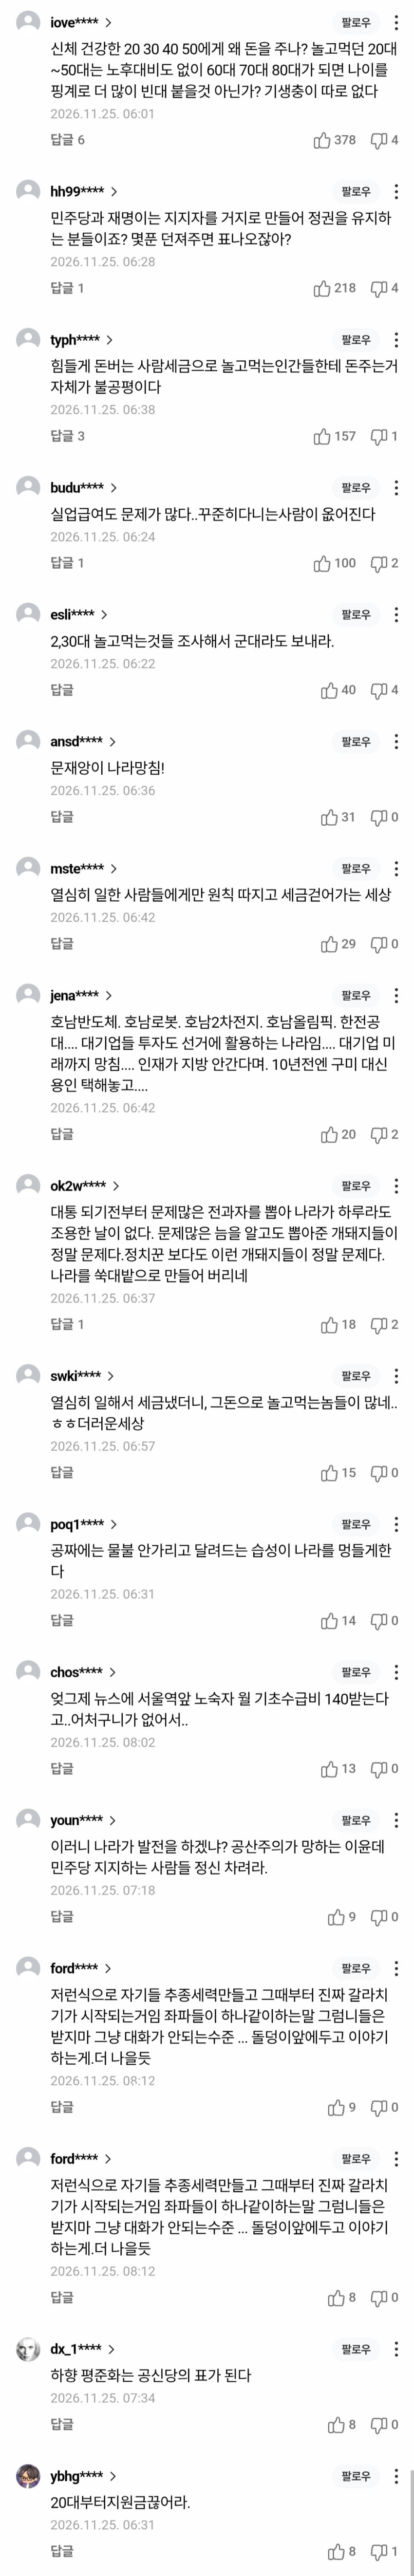 iove**** >
팔로우
신체 건강한 20 30 40 50에게 왜 돈을 주나? 놀고먹던 20대
~50대는 노후대비도 없이 60대 70대 80대가 되면 나이를
핑계로 더 많이 빈대 붙을것 아닌가? 기생충이 따로 없다
2026.11.25. 06:01
답글 6
378
4
hh99**** >
팔로우
민주당과 재명이는 지지자를 거지로 만들어 정권을 유지하
는 분들이죠? 몇푼 던져주면 표나오잖아?
2026.11.25. 06:28
답글 1
218
4
typh**** >
팔로우
힘들게 돈버는 사람세금으로 놀고먹는인간들한테 돈주는거
자체가 불공평이다
2026.11.25. 06:38
답글 3
157
1
budu**** >
팔로우
실업급여도 문제가 많다..꾸준히다니는사람이 옶어진다
2026.11.25. 06:24
답글 1
100
2
esli**** >
팔로우
2,30대 놀고먹는것들 조사해서 군대라도 보내라.
2026.11.25. 06:22
답글
40
4
ansd**** >
팔로우
문재앙이 나라망침!
2026.11.25. 06:36
답글
31
0
mste**** >
팔로우
열심히 일한 사람들에게만 원칙 따지고 세금걷어가는 세상
2026.11.25. 06:42
답글
29
0
jena**** >
팔로우
호남반도체. 호남로봇. 호남2차전지. 호남올림픽. 한전공
대.... 대기업들 투자도 선거에 활용하는 나라임.... 대기업 미
래까지 망침.... 인재가 지방 안간다며. 10년전엔 구미 대신
용인 택해놓고....
2026.11.25. 06:42
답글
20
2
ok2w**** >
팔로우
대통 되기전부터 문제많은 전과자를 뽑아 나라가 하루라도
조용한 날이 없다. 문제많은 늠을 알고도 뽑아준 개돼지들이
정말 문제다.정치꾼 보다도 이런 개돼지들이 정말 문제다.
나라를 쑥대밭으로 만들어 버리네
2026.11.25. 06:37
답글 1
18
2
swki**** >
팔로우
열심히 일해서 세금냈더니, 그돈으로 놀고먹는놈들이 많네..
ㅎㅎ더러운세상
2026.11.25. 06:57
답글
15
0
poq1**** >
팔로우
공짜에는 물불 안가리고 달려드는 습성이 나라를 멍들게한
다
2026.11.25. 06:31
답글
14
0
chos**** >
팔로우
엊그제 뉴스에 서울역앞 노숙자 월 기초수급비 140받는다
고..어처구니가 없어서..
2026.11.25. 08:02
답글
13
0
youn**** >
팔로우
이러니 나라가 발전을 하겠냐? 공산주의가 망하는 이윤데
민주당 지지하는 사람들 정신 차려라.
2026.11.25. 07:18
답글
9
0
ford**** >
팔로우
저런식으로 자기들 추종세력만들고 그때부터 진짜 갈라치
기가 시작되는거임 좌파들이 하나같이하는말 그럼니들은
받지마 그냥 대화가 안되는수준 ... 돌덩이앞에두고 이야기
하는게.더 나을듯
2026.11.25. 08:12
답글
9
0
ford**** >
팔로우
저런식으로 자기들 추종세력만들고 그때부터 진짜 갈라치
기가 시작되는거임 좌파들이 하나같이하는말 그럼니들은
받지마 그냥 대화가 안되는수준 ... 돌덩이앞에두고 이야기
하는게.더 나을듯
2026.11.25. 08:12
답글
8
0
dx_1**** >
팔로우
하향 평준화는 공신당의 표가 된다
2026.11.25. 07:34
답글
8
0
ybhg**** >
팔로우
20대부터지원금끊어라.
2026.11.25. 06:31
답글
8
1